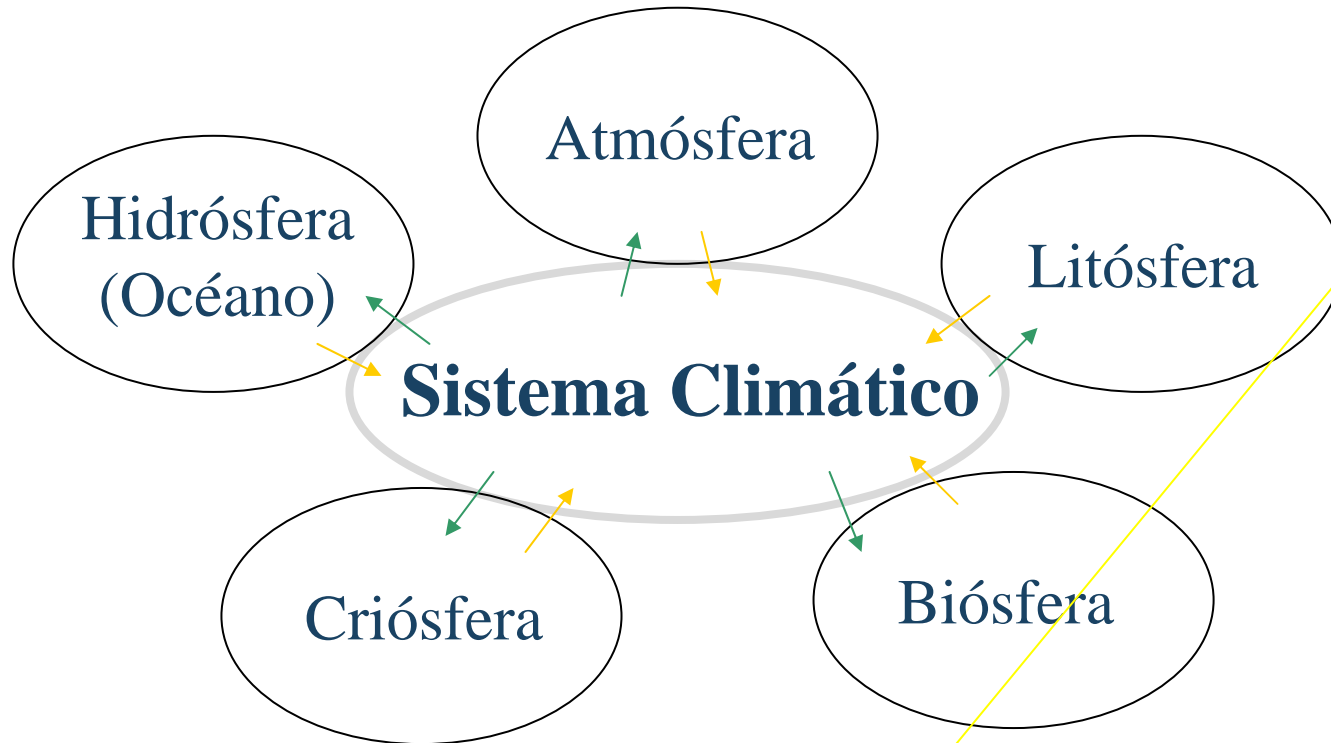 Atmósfera
Hidrósfera
(Océano)
Litósfera
Sistema Climático
Criósfera
Biósfera